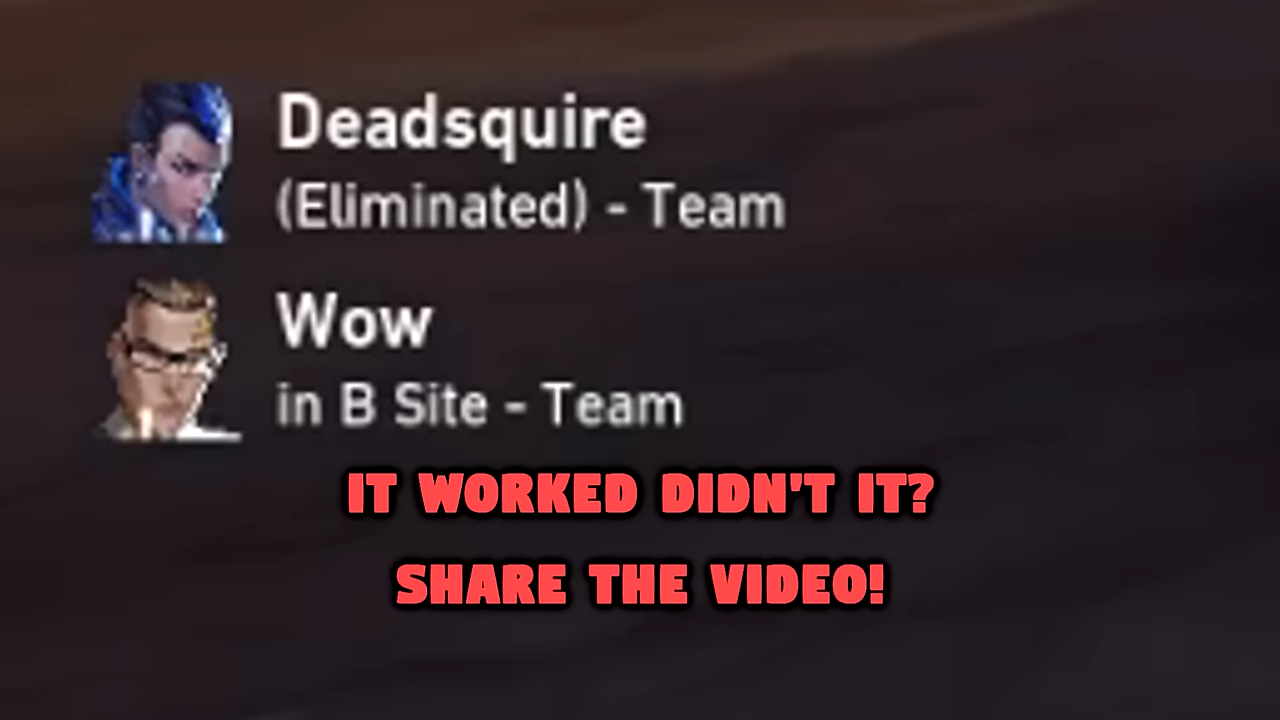 Deadsquire
(Eliminated) - Team
Wow
in B Site - Team
IT WORKED DIDN'T IT?
SHARE THE VIDEO!